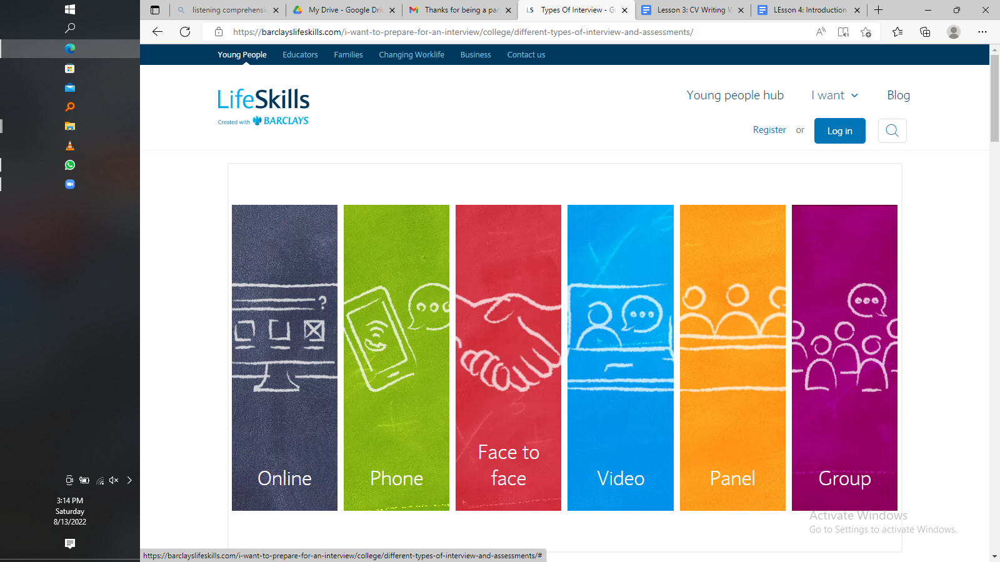 listening comprehensi
My Drive - Google Dri
Thanks for being a par
LS Types Of Interview - G
Lesson 3: CV Writing W
LEsson 4: Introduction
https://barclayslifeskills.com/i-want-to-prepare-for-an-interview/college/different-types-of-interview-and-assessments/
Young People Educators Families Changing Worklife Business Contact us
LifeSkills
Created with BARCLAYS
Young people hub I want Blog
Register or Log in
?
Online
Phone
Face to
face
Video
Panel
Group
Activate Windows
Go to Settings to activate Windows.
3:14 PM
Saturday
8/13/2022
https://barclayslifeskills.com/i-want-to-prepare-for-an-interview/college/different-types-of-interview-and-assessments/#